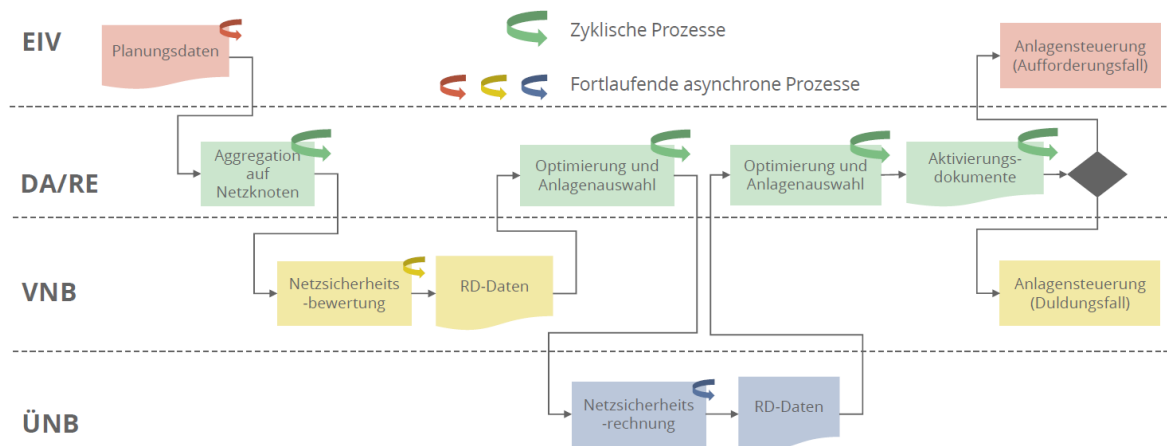 EIV
Planungsdaten
Zyklische Prozesse
Fortlaufende asynchrone Prozesse
Anlagensteuerung
(Aufforderungsfall)
DA/RE
Aggregation
auf
Netzknoten
Optimierung und
Anlagenauswahl
Optimierung und
Anlagenauswahl
Aktivierungs-
dokumente
VNB
Netzsicherheits
-bewertung
RD-Daten
Anlagensteuerung
(Duldungsfall)
ÜNB
Netzsicherheits
-rechnung
RD-Daten